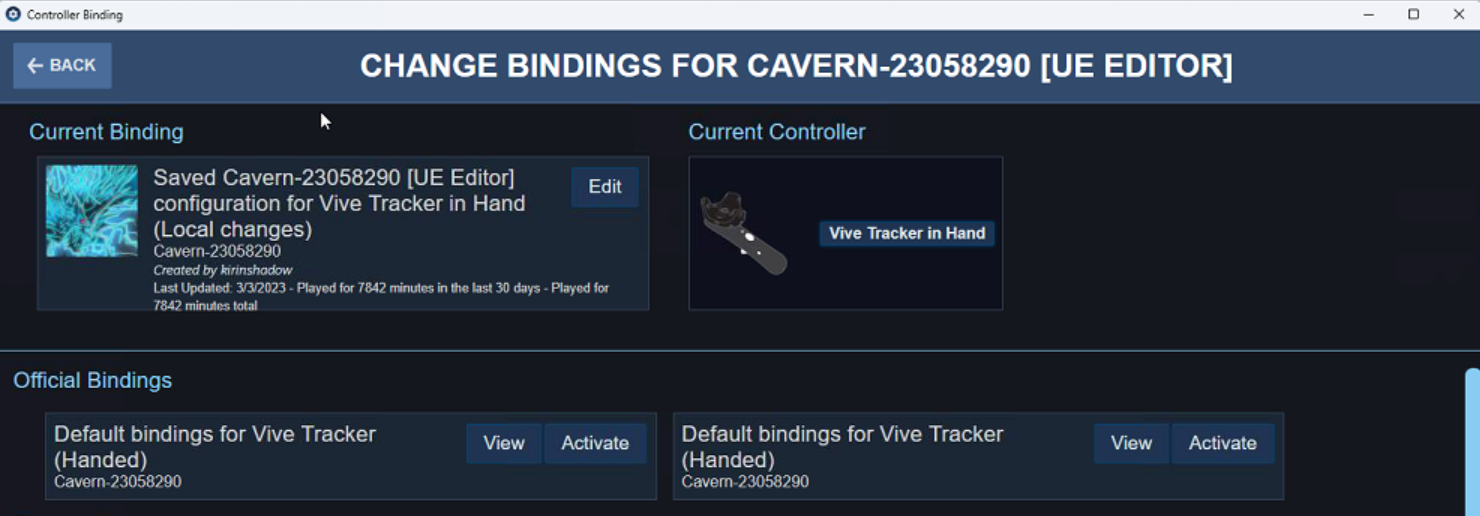 Controller Binding
← BACK
CHANGE BINDINGS FOR CAVERN-23058290 [UE EDITOR]
Current Binding
Current Controller
Saved Cavern-23058290 [UE Editor]
configuration for Vive Tracker in Hand
(Local changes)
Cavern-23058290
Created by kirinshadow
Last Updated: 3/3/2023 - Played for 7842 minutes in the last 30 days - Played for
7842 minutes total
Edit
Vive Tracker in Hand
Official Bindings
Default bindings for Vive Tracker
(Handed)
Cavern-23058290
View
Activate
Default bindings for Vive Tracker
(Handed)
Cavern-23058290
View
Activate